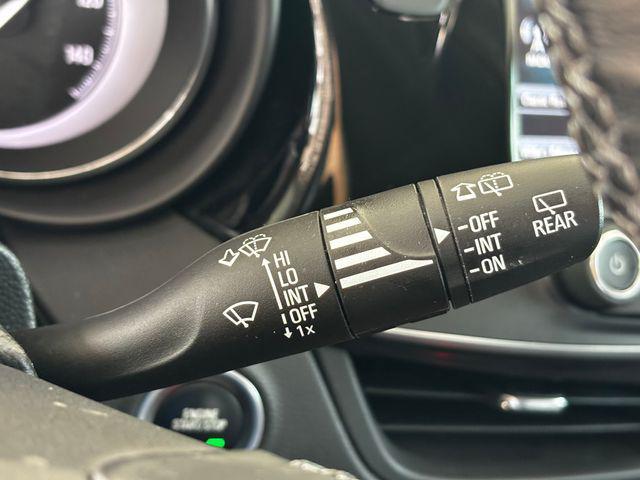 140
HI
LO
INT
OFF
1x
-OFF
-INT
-ON
REAR
ENGINE
START/STOP